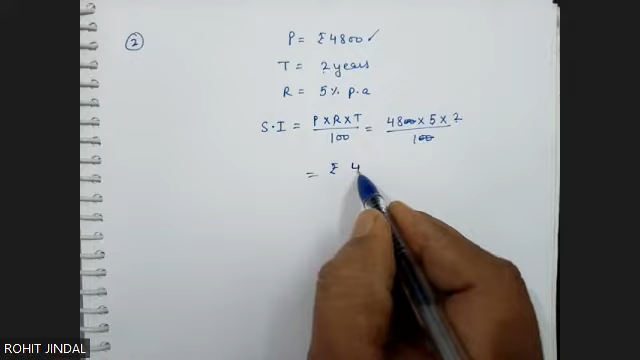 2
P = ₹4800 ✓
T = 2 years
R = 5% p.a
S.I = P x R x T / 100 = 4800 x 5 x 2 / 100
= ₹ 4
ROHIT JINDAL